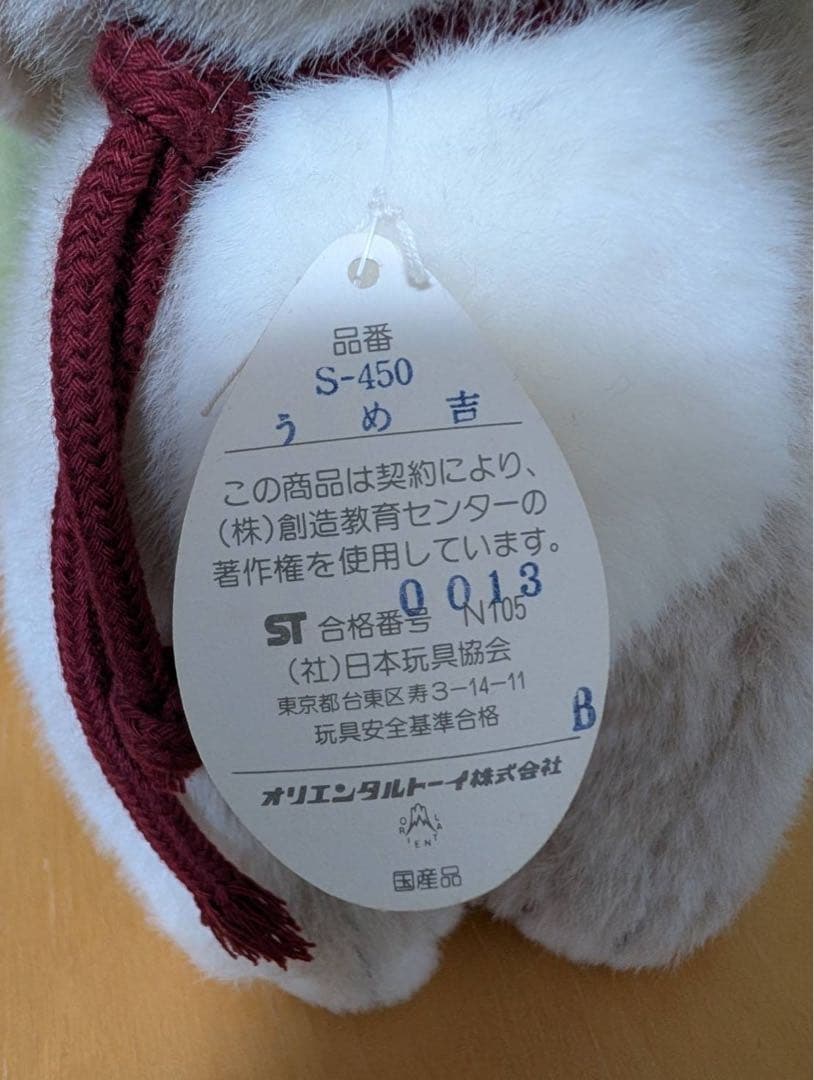 品番
S-450
うめ吉
この商品は契約により、
(株)創造教育センターの
著作権を使用しています。
0013
ST 合格番号 N105
(社)日本玩具協会
東京都台東区寿3-14-11
玩具安全基準合格
B
オリエンタルトーイ株式会社
ORIENTAL
国産品